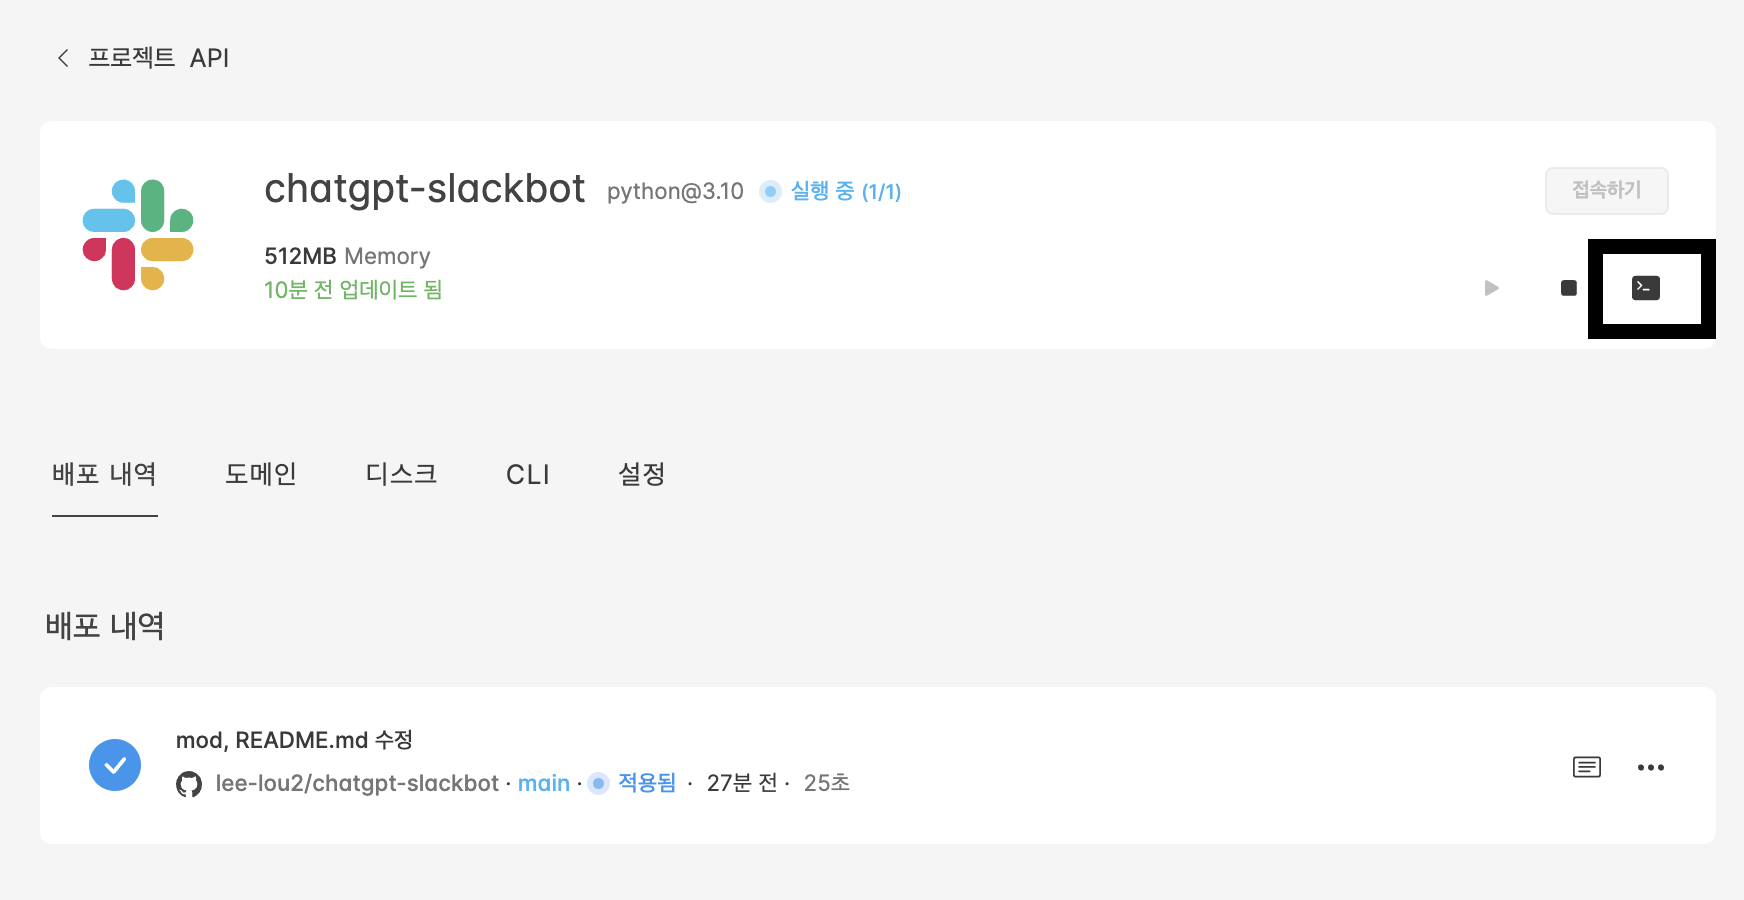 프로젝트 API
chatgpt-slackbot python@3.10 실행 중 (1/1)
접속하기
512MB Memory
10분 전 업데이트 됨
배포 내역 도메인 디스크 CLI 설정
배포 내역
mod, README.md 수정
lee-lou2/chatgpt-slackbot · main · 적용됨 · 27분 전 · 25초